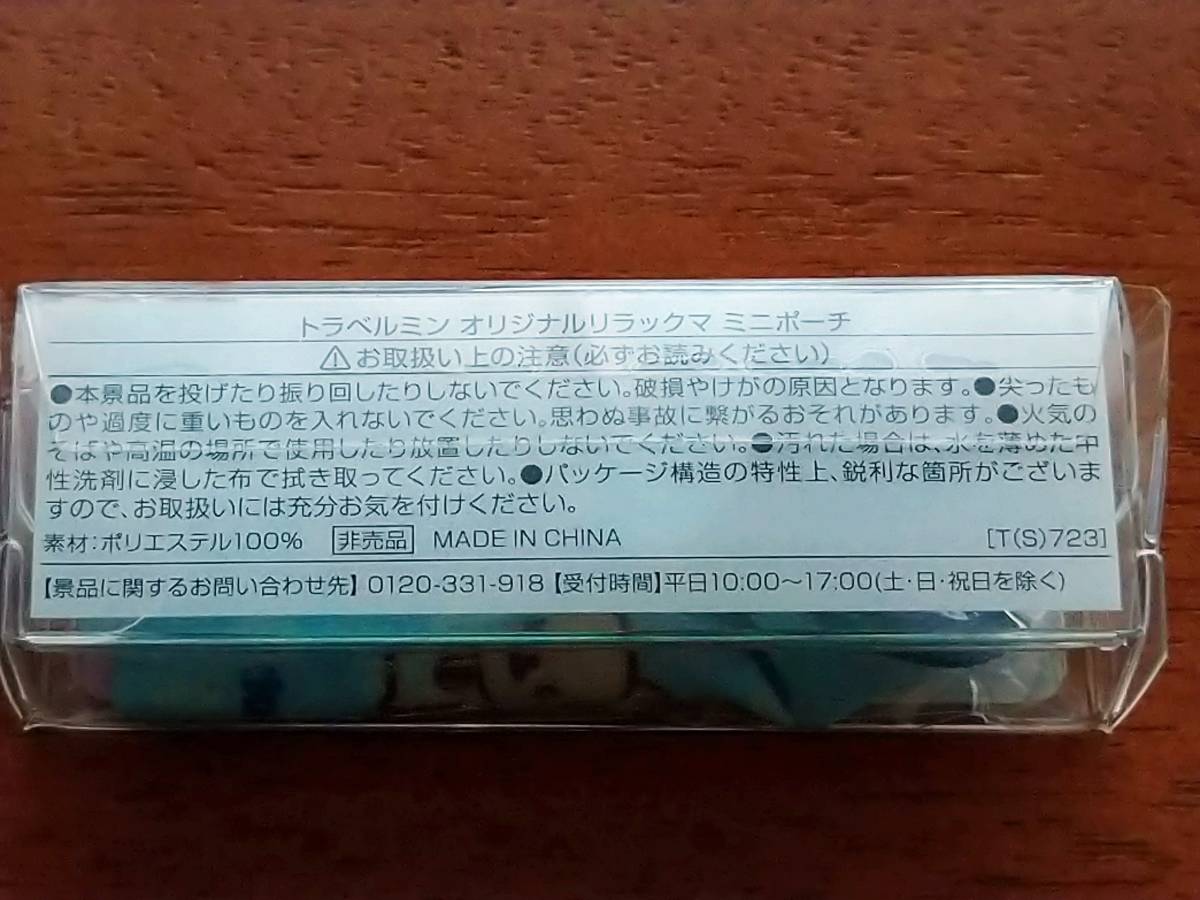 トラベルミン オリジナルリラックマ ミニポーチ
⚠お取扱い上の注意(必ずお読みください)
●本景品を投げたり振り回したりしないでください。破損やけがの原因となります。●尖ったも
のや過度に重いものを入れないでください。思わぬ事故に繋がるおそれがあります。●火気の
そばや高温の場所で使用したり放置したりしないでください。●汚れた場合は、水を薄めた中
性洗剤に浸した布で拭き取ってください。●パッケージ構造の特性上、鋭利な箇所がございま
すので、お取扱いには充分お気を付けください。
素材:ポリエステル100% 非売品 MADE IN CHINA [T(S)723]
【景品に関するお問い合わせ先】0120-331-918【受付時間】平日10:00〜17:00(土・日・祝日を除く)